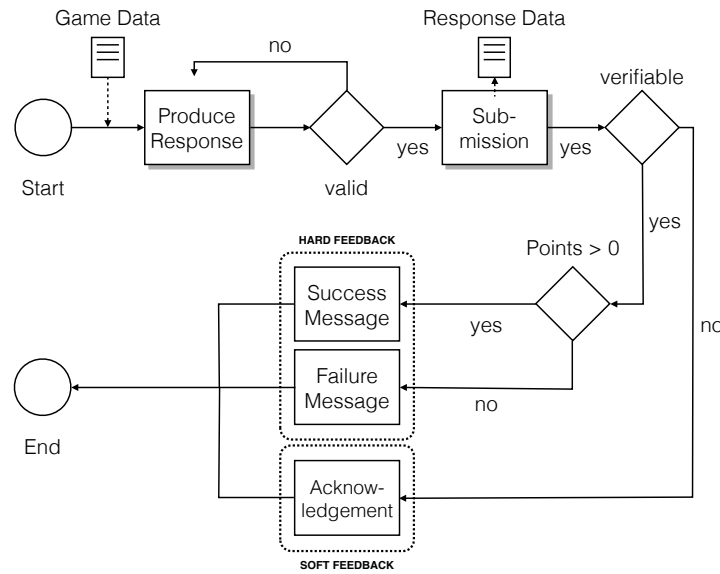 Game Data
Response Data
no
verifiable
Produce
Response
Sub-
mission
yes
yes
Start
valid
yes
HARD FEEDBACK
Points > 0
Success
Message
yes
no
Failure
Message
no
End
Acknow-
ledgement
SOFT FEEDBACK